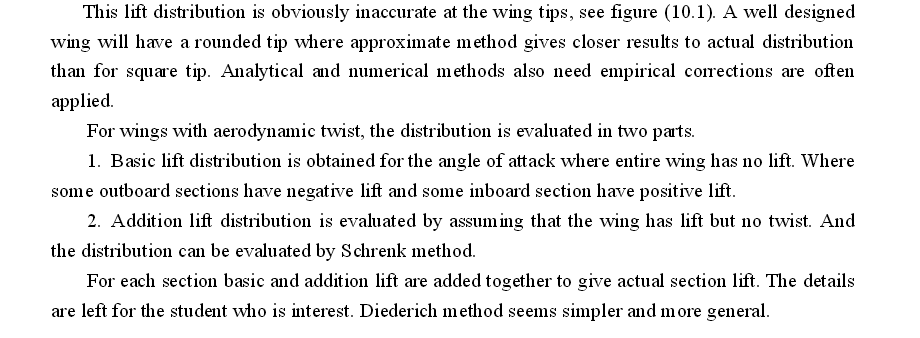 This lift distribution is obviously inaccurate at the wing tips, see figure (10.1). A well designed
wing will have a rounded tip where approximate method gives closer results to actual distribution
than for square tip. Analytical and numerical methods also need empirical corrections are often
applied.
For wings with aerodynamic twist, the distribution is evaluated in two parts.
1. Basic lift distribution is obtained for the angle of attack where entire wing has no lift. Where
some outboard sections have negative lift and some inboard section have positive lift.
2. Addition lift distribution is evaluated by assuming that the wing has lift but no twist. And
the distribution can be evaluated by Schrenk method.
For each section basic and addition lift are added together to give actual section lift. The details
are left for the student who is interest. Diederich method seems simpler and more general.